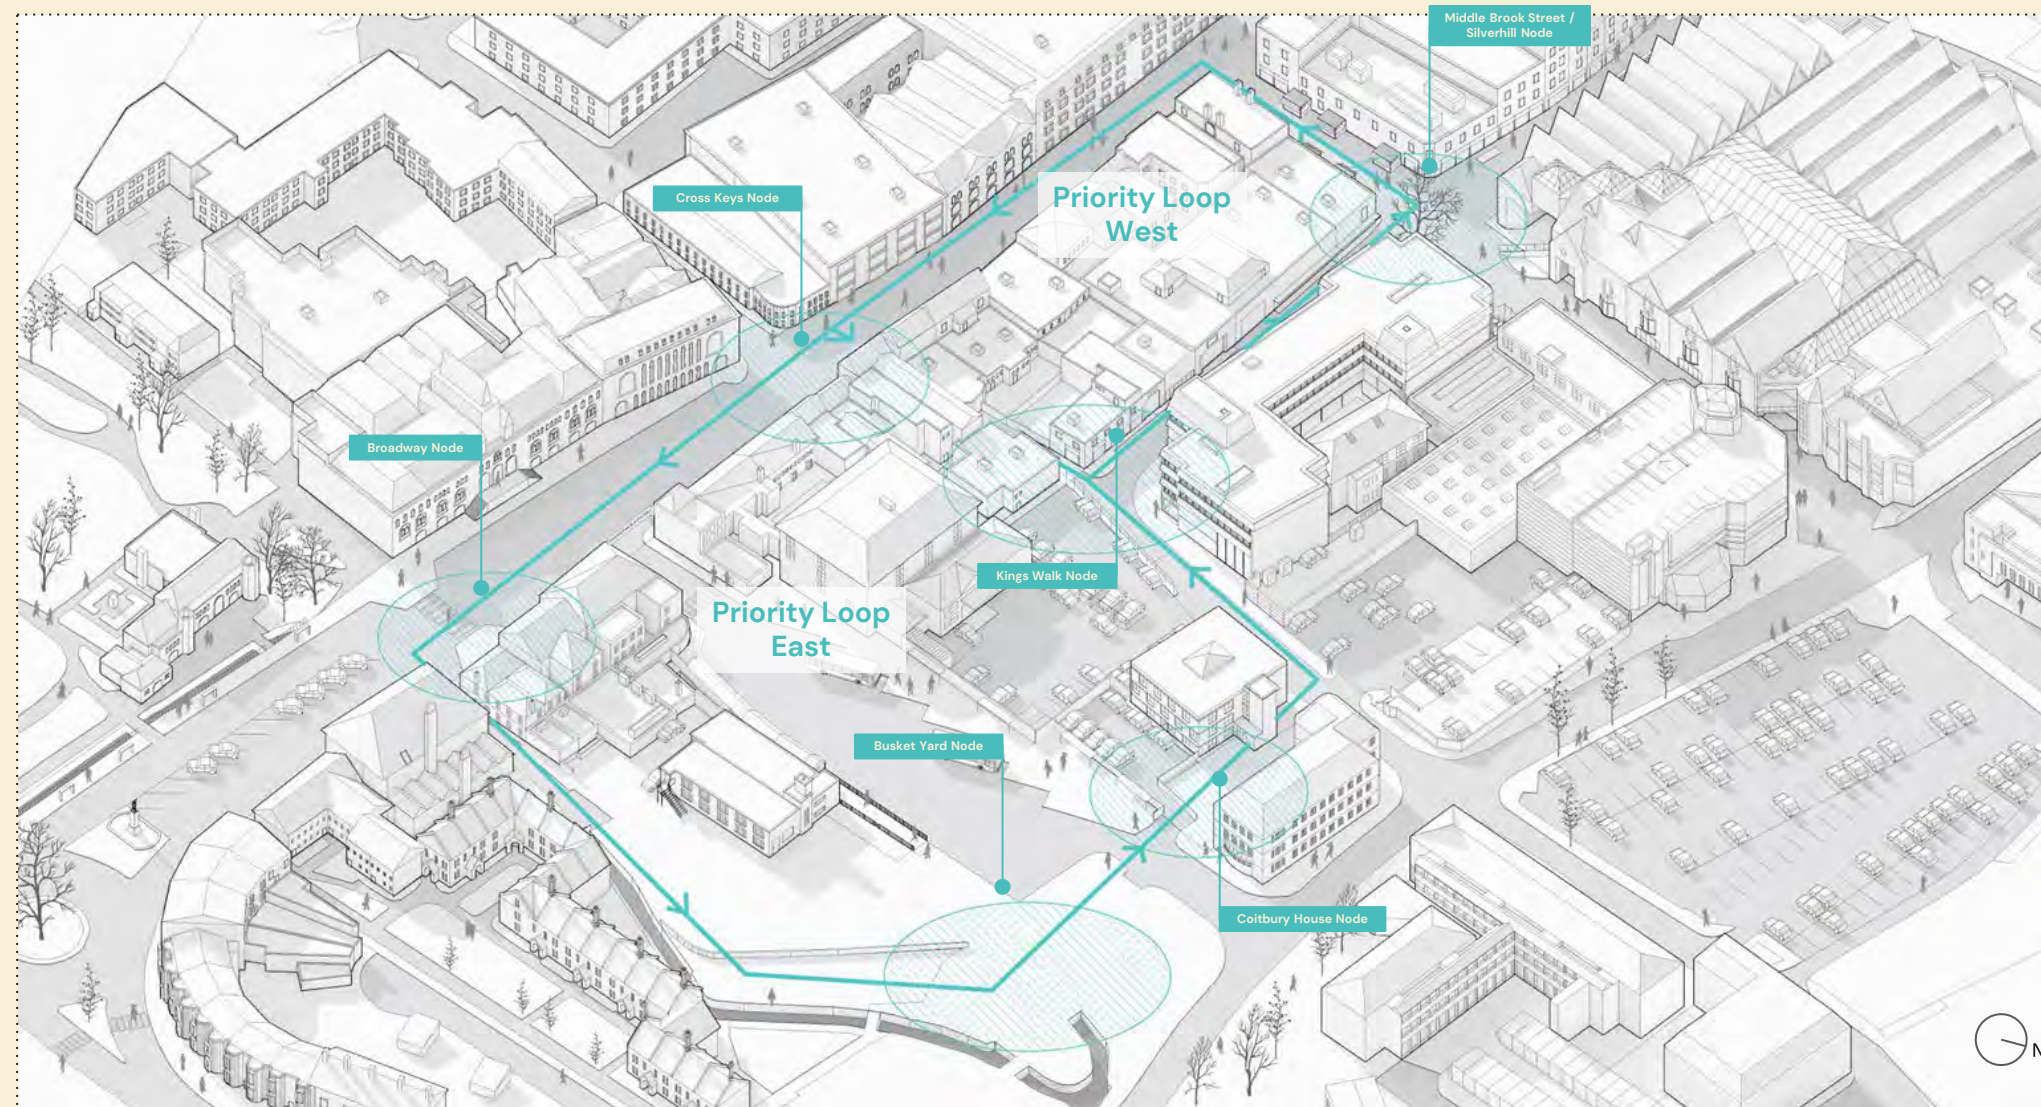 Middle Brook Street /
Silverhill Node
Cross Keys Node
Priority Loop
West
Broadway Node
Kings Walk Node
Priority Loop
East
Busket Yard Node
Coitbury House Node
N